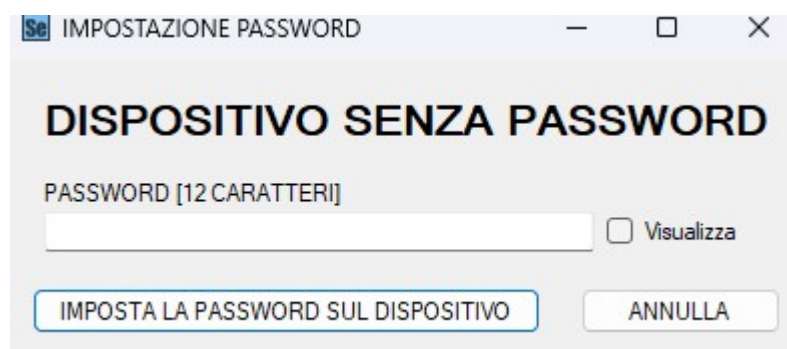 Se IMPOSTAZIONE PASSWORD
DISPOSITIVO SENZA PASSWORD
PASSWORD [12 CARATTERI]
Visualizza
IMPOSTA LA PASSWORD SUL DISPOSITIVO ANNULLA